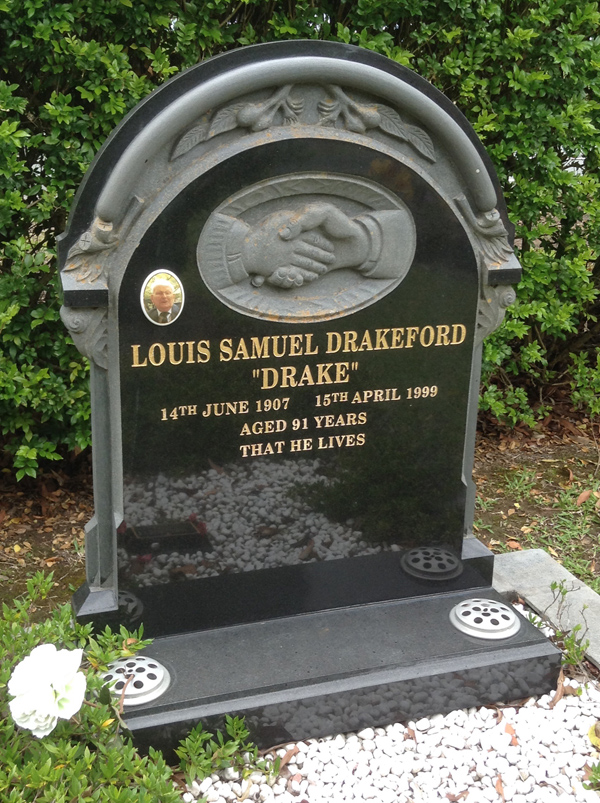 LOUIS SAMUEL DRAKEFORD
"DRAKE"
14TH JUNE 1907 15TH APRIL 1999
AGED 91 YEARS
THAT HE LIVES